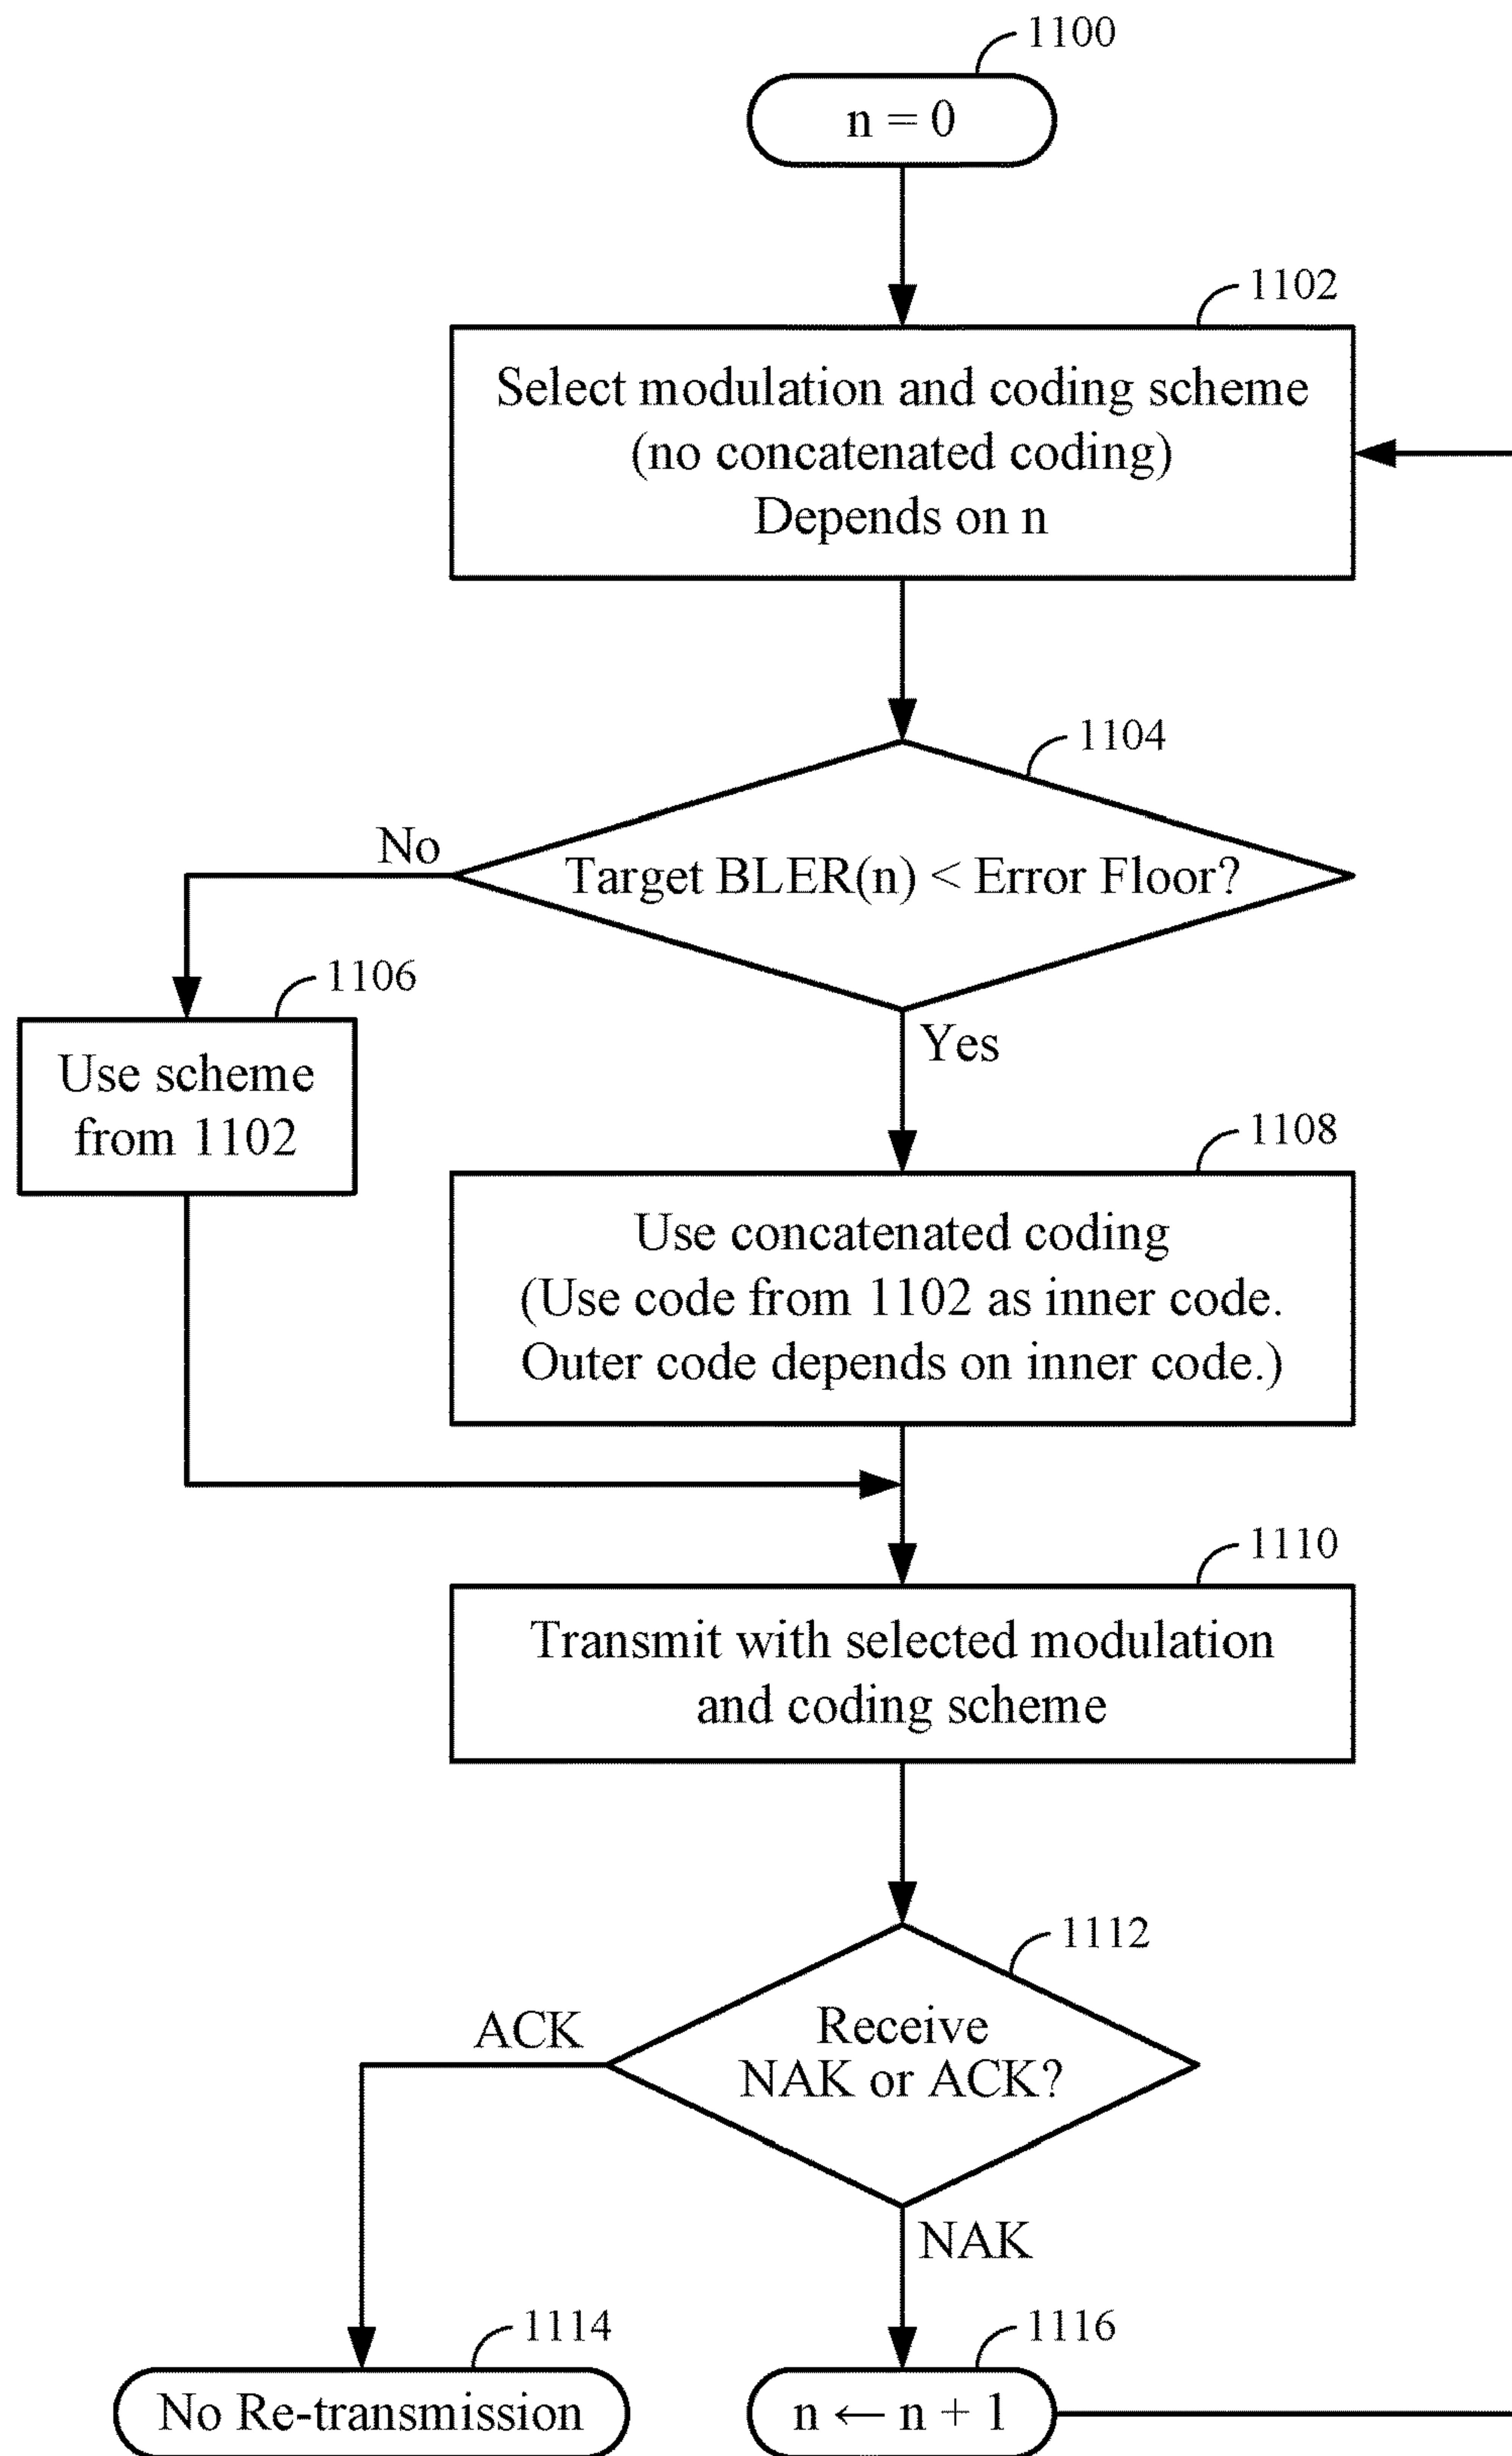 1100
n = 0
1102
Select modulation and coding scheme
(no concatenated coding)
Depends on n
1104
No
Target BLER(n) < Error Floor?
1106
Yes
Use scheme
from 1102
1108
Use concatenated coding
(Use code from 1102 as inner code.
Outer code depends on inner code.)
1110
Transmit with selected modulation
and coding scheme
1112
ACK
Receive
NAK or ACK?
NAK
1114
1116
No Re-transmission
n ← n + 1